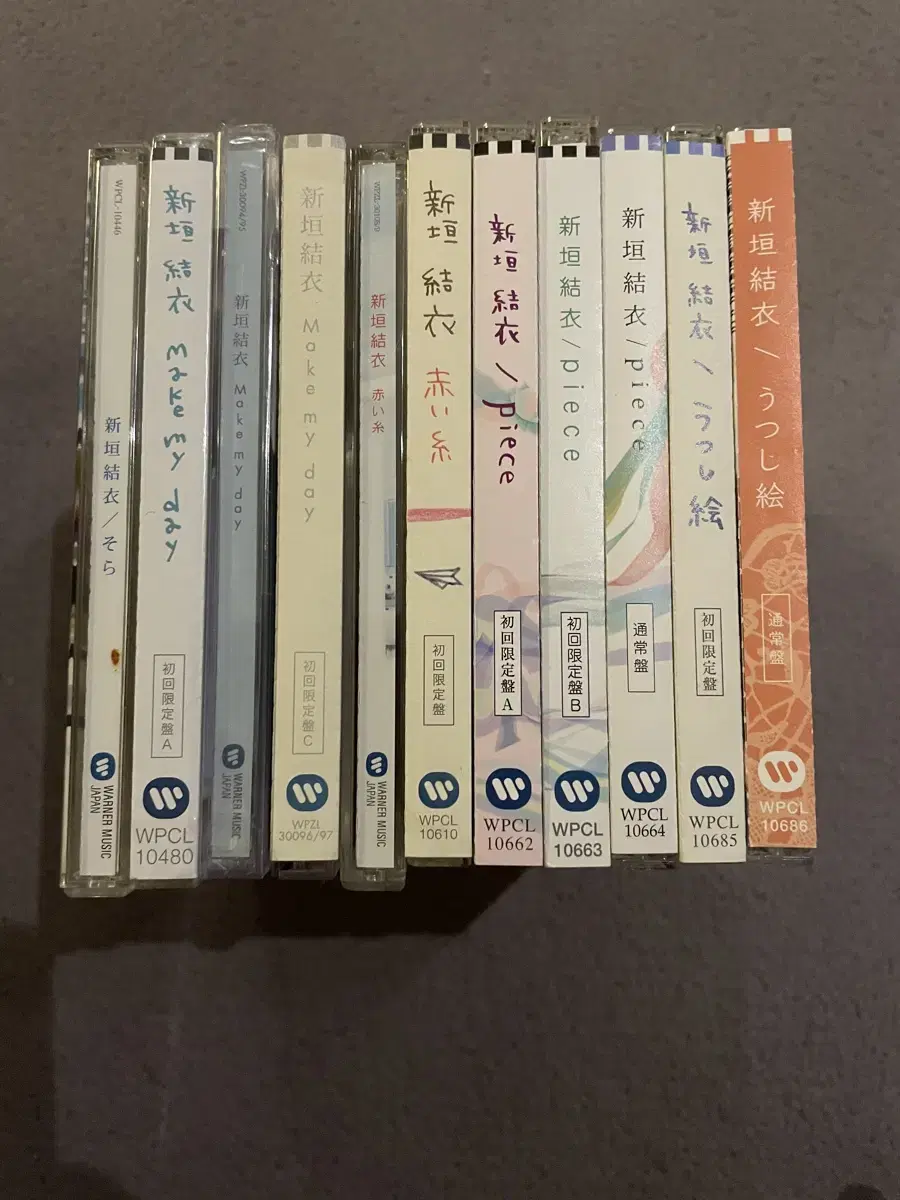 WPCL-10446
新垣結衣/そら
WARNER MUSIC
JAPAN
新垣 結衣 make my day
初回限定盤A
WPCL
10480
WPZL-30094/95
新垣結衣 Make my day
WARNER MUSIC
JAPAN
新垣結衣 Make my day
初回限定盤C
WPZL
30096/97
新垣結衣 赤い糸
WARNER MUSIC
JAPAN
新垣 結衣 赤い糸
初回限定盤
WPCL
10610
新垣 結衣/piece
初回限定盤A
WPCL
10662
新垣結衣/piece
初回限定盤B
WPCL
10663
新垣結衣/piece
通常盤
WPCL
10664
新垣 結衣/うつし絵
初回限定盤
WPCL
10685
新垣結衣/うつし絵
通常盤
WPCL
10686